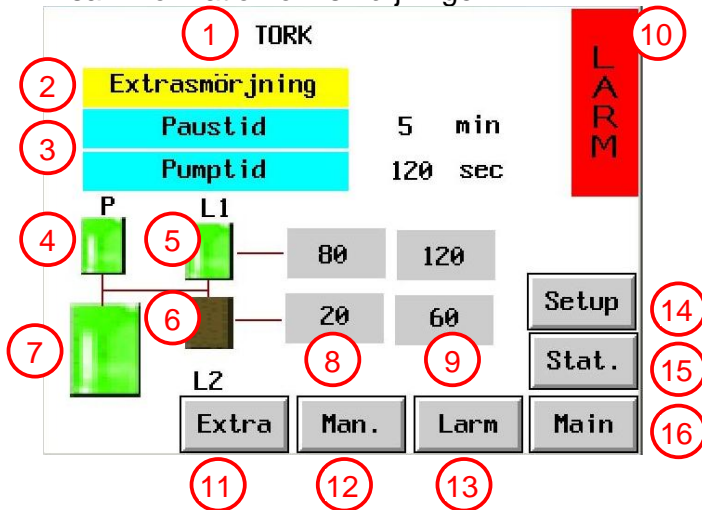 1 TORK 10
LARM
2 Extrasmörjning
3 Paustid 5 min
Pumptid 120 sec
P L1
4 5 80 120
6 20 60 Setup 14
7 8 9 Stat. 15
L2
Extra Man. Larm Main 16
11 12 13